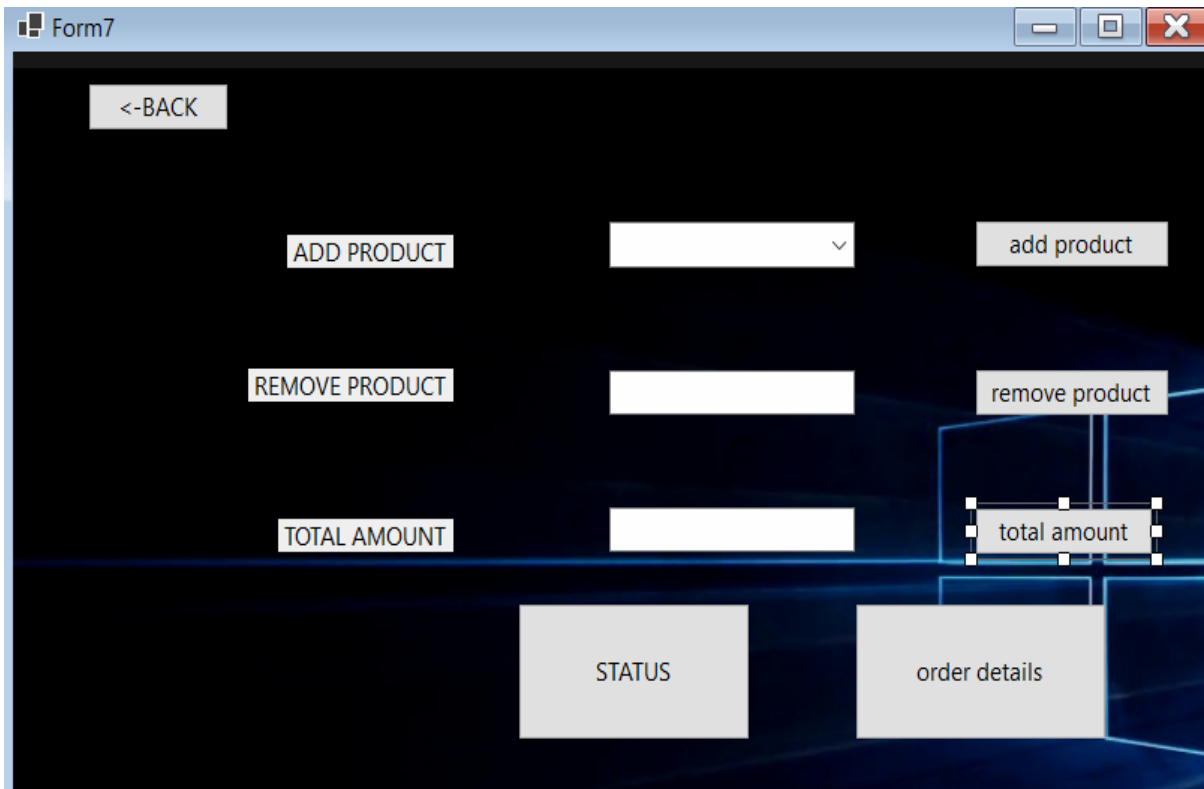 Form7
<-BACK
ADD PRODUCT
add product
REMOVE PRODUCT
remove product
TOTAL AMOUNT
total amount
STATUS
order details